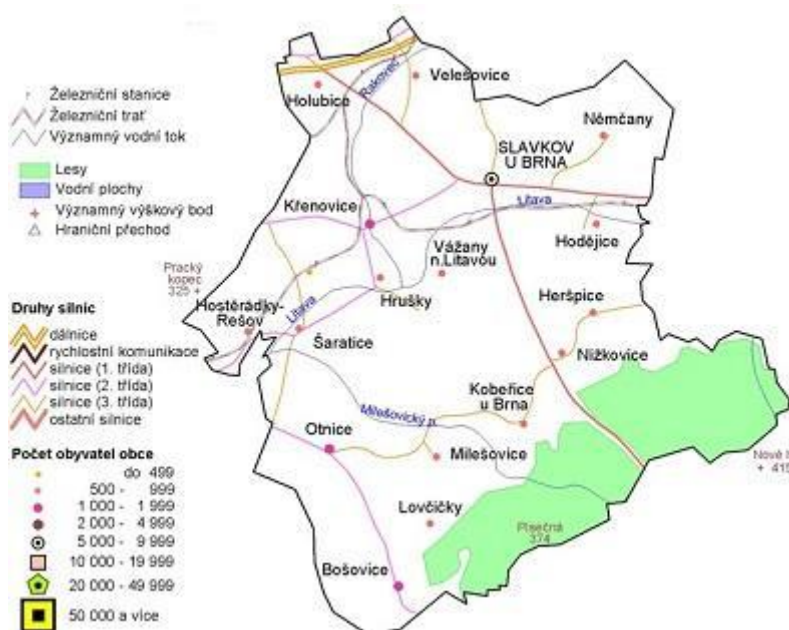 Železniční stanice
Železniční trať
Významný vodní tok
Lesy
Vodní plochy
Významný výškový bod
Hraniční přechod
Druhy silnic
dálnice
rychlostní komunikace
silnice (1. třída)
silnice (2. třída)
silnice (3. třída)
ostatní silnice
Počet obyvatel obce
do 499
500 - 999
1 000 - 1 999
2 000 - 4 999
5 000 - 9 999
10 000 - 19 999
20 000 - 49 999
50 000 a více
Rakovec
Velešovice
Holubice
Němčany
SLAVKOV
U BRNA
Křenovice
Litava
Hodějice
Vážany
n.Litavou
Pracký
kopec
325 +
Hrušky
Heršpice
Hostěrádky-
Rešov
Litava
Šaratice
Nižkovice
Kobeřice
u Brna
Milešovický p.
Otnice
Milešovice
+ 415
Lovčičky
Písečná
374
Bošovice